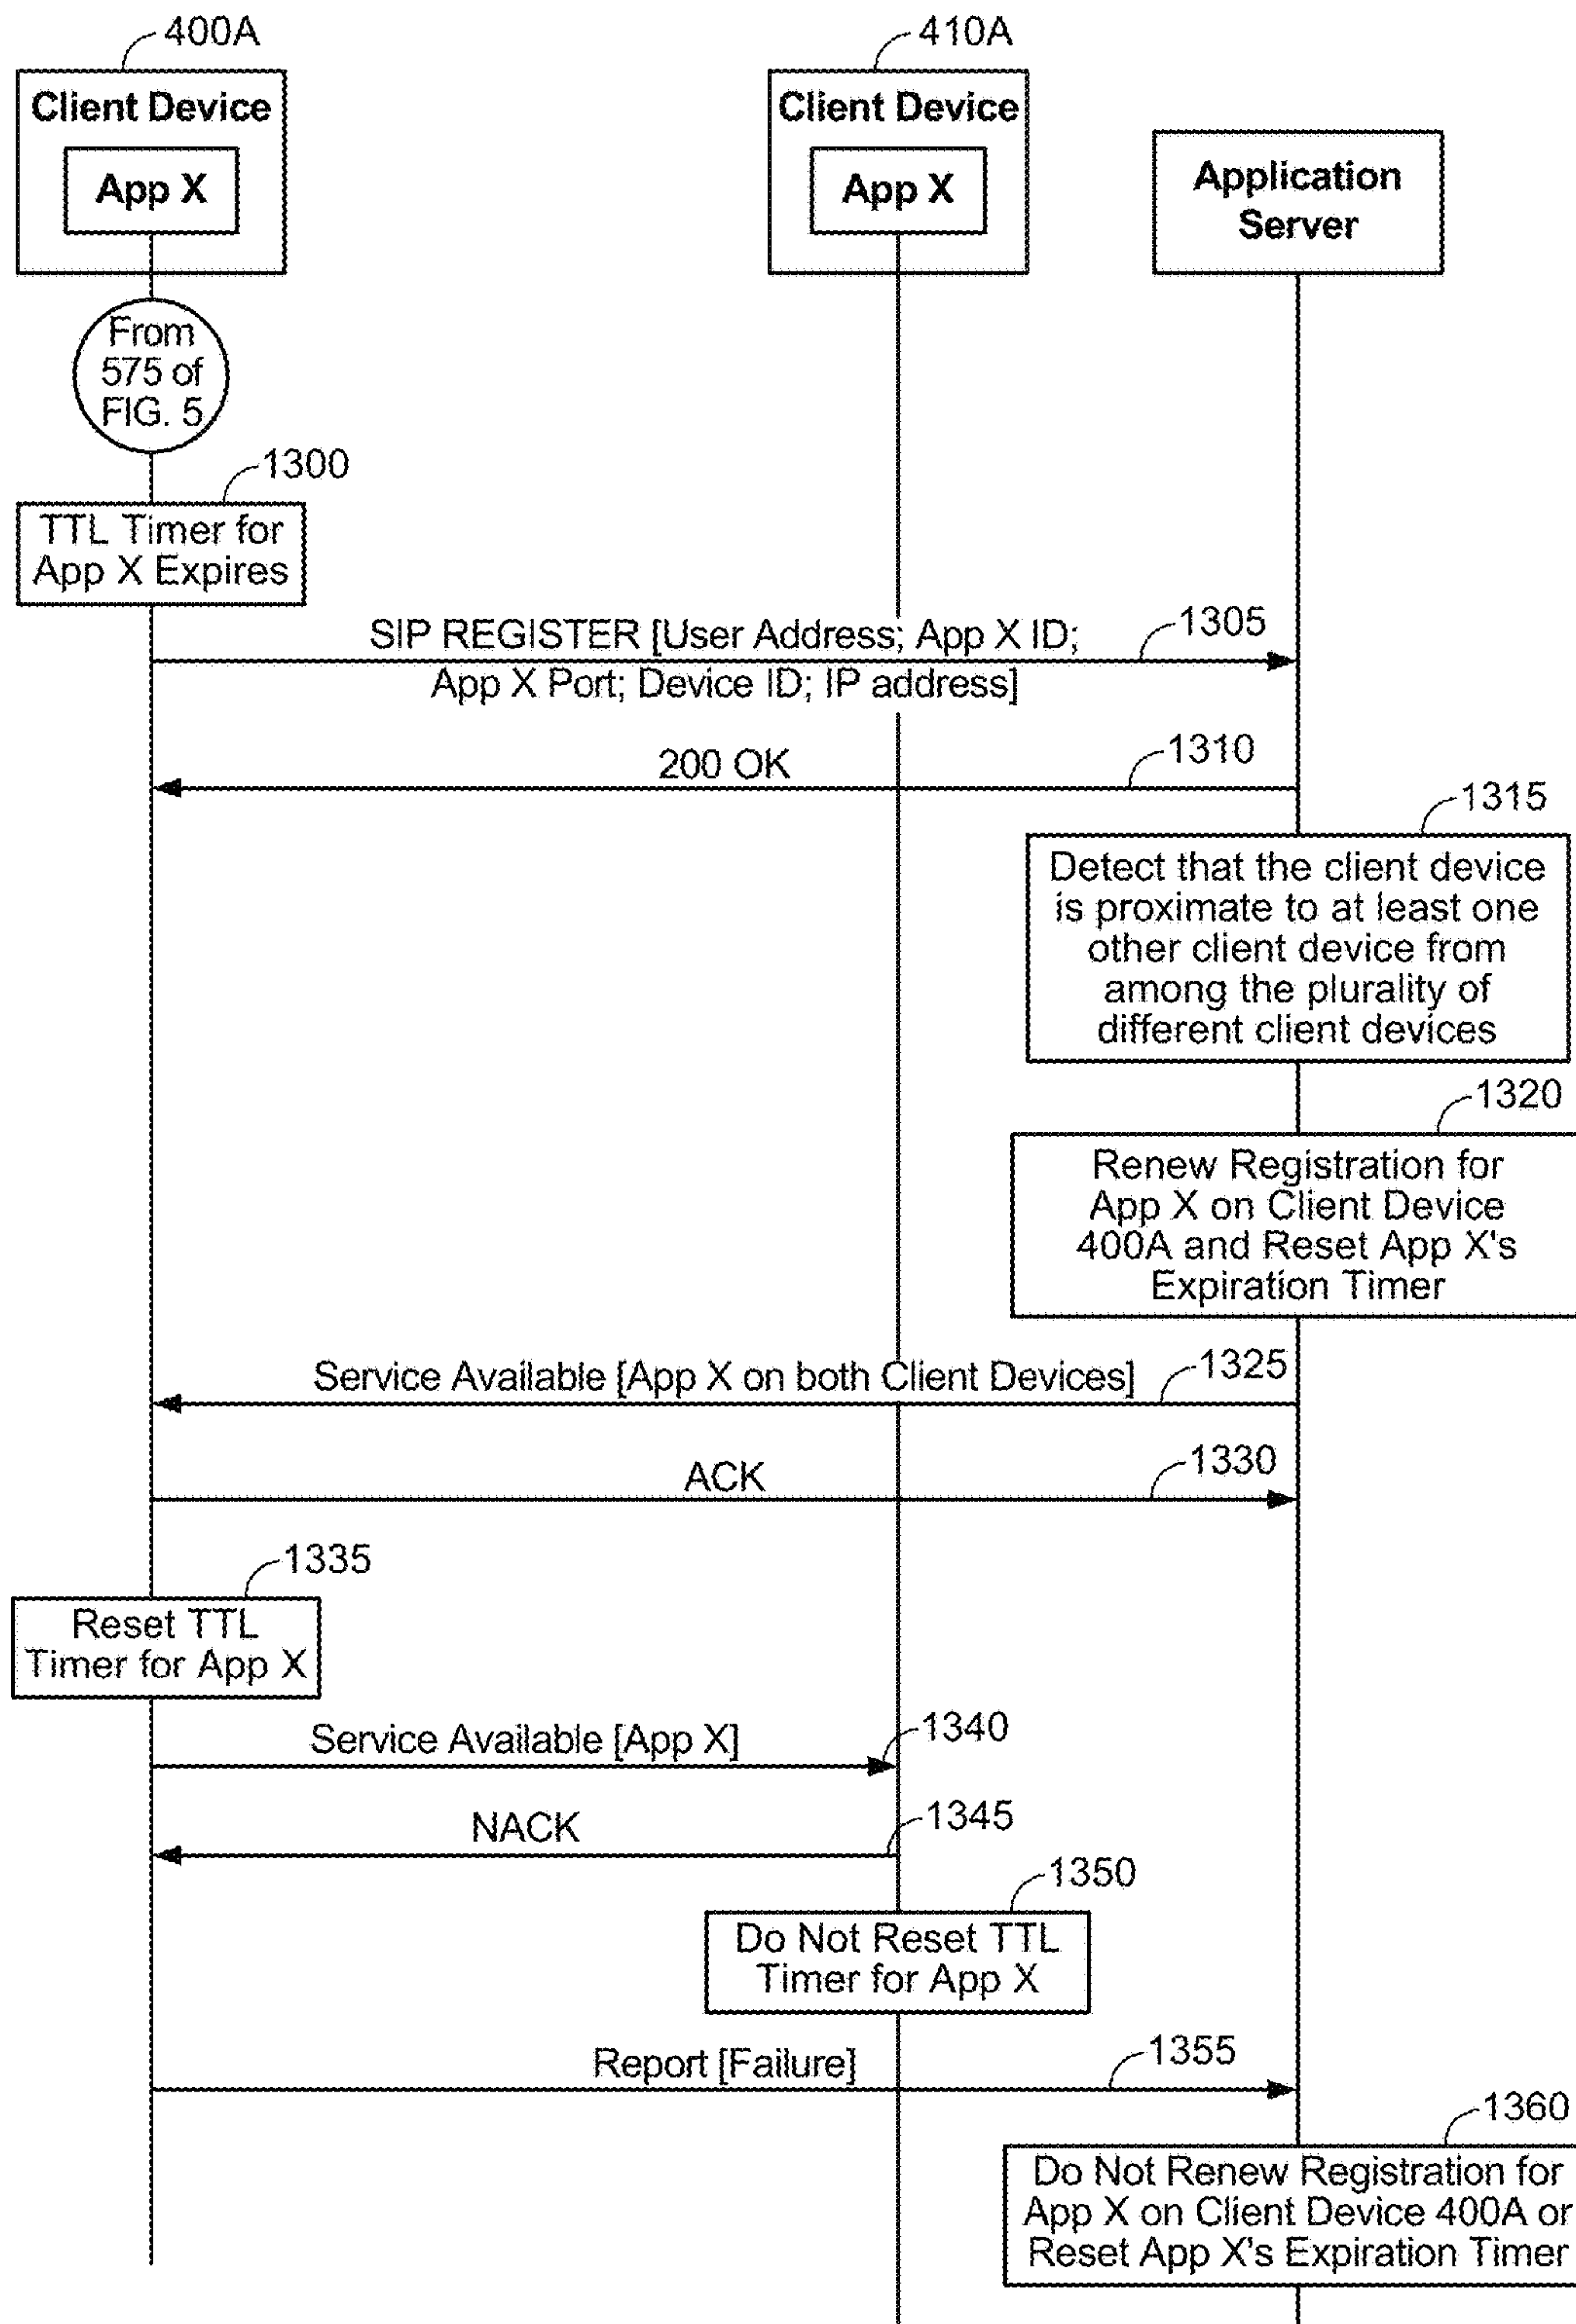 400A
410A
Client Device
App X
Client Device
App X
Application
Server
From
575 of
FIG. 5
1300
TTL Timer for
App X Expires
SIP REGISTER [User Address; App X ID;
1305
App X Port; Device ID; IP address]
200 OK
1310
1315
Detect that the client device
is proximate to at least one
other client device from
among the plurality of
different client devices
1320
Renew Registration for
App X on Client Device
400A and Reset App X's
Expiration Timer
Service Available [App X on both Client Devices]
1325
ACK
1330
1335
Reset TTL
Timer for App X
Service Available [App X]
1340
NACK
1345
1350
Do Not Reset TTL
Timer for App X
Report [Failure]
1355
1360
Do Not Renew Registration for
App X on Client Device 400A or
Reset App X's Expiration Timer